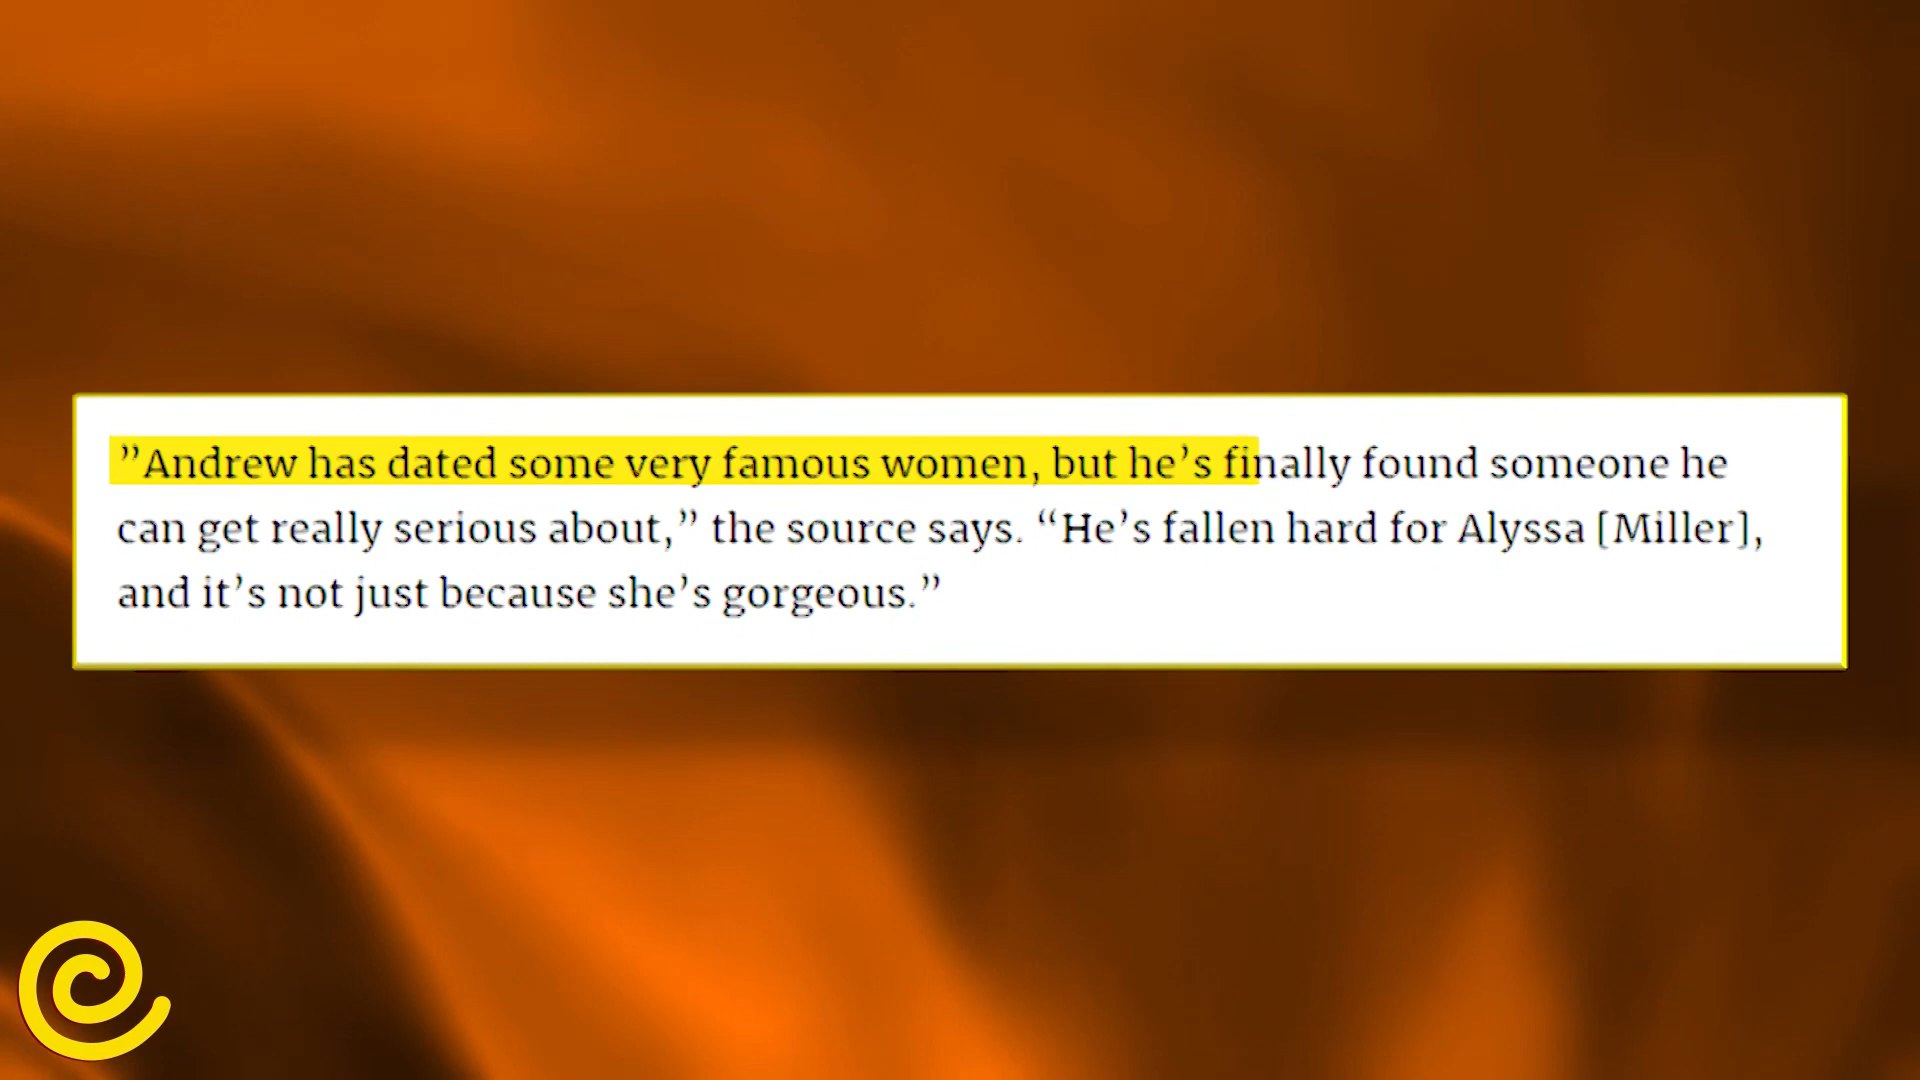 ”Andrew has dated some very famous women, but he’s finally found someone he
can get really serious about,” the source says. “He’s fallen hard for Alyssa [Miller],
and it’s not just because she’s gorgeous.”